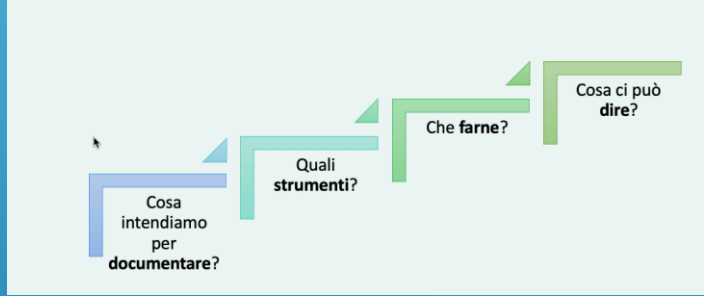 Cosa
intendiamo
per
documentare?
Quali
strumenti?
Che farne?
Cosa ci può
dire?